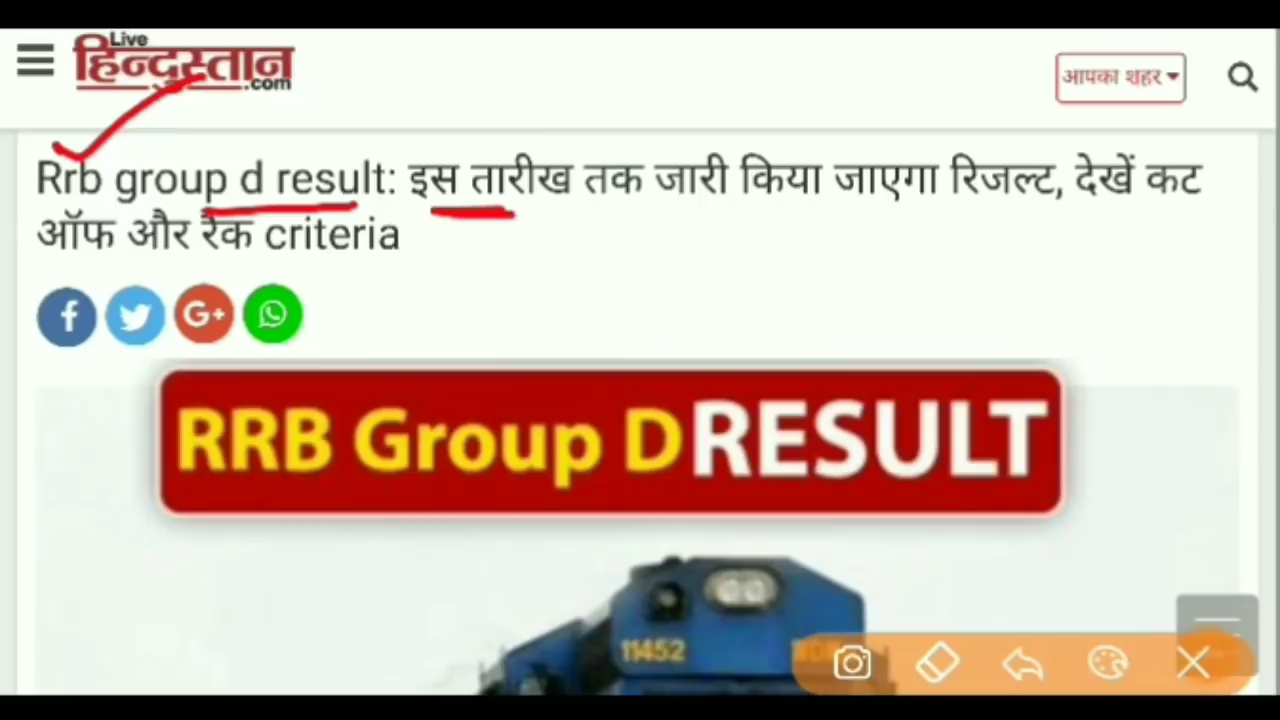 Live
हिन्दुस्तान
.com
आपका शहर
Rrb group d result: इस तारीख तक जारी किया जाएगा रिजल्ट, देखें कट
ऑफ और रैंक criteria
RRB Group D RESULT
11452